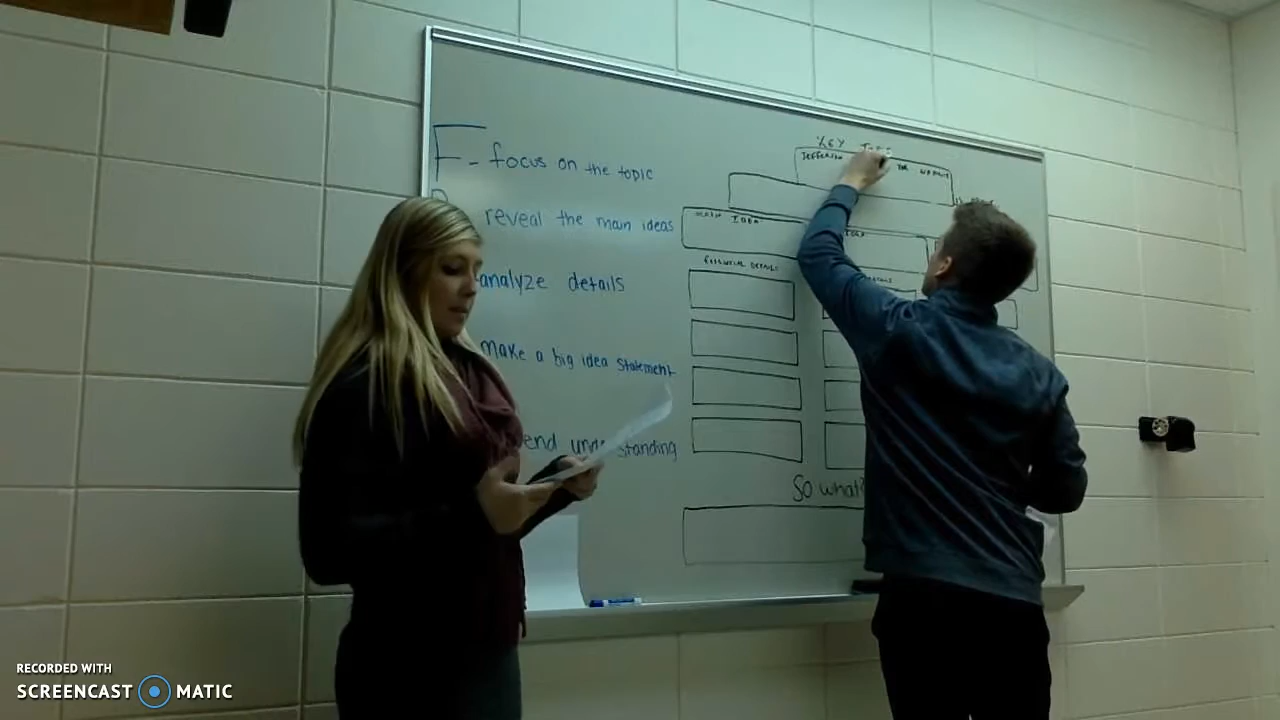 F - focus on the topic
reveal the main ideas
analyze details
make a big idea statement
end understanding
KEY
JEFFERSON
MAIN IDEA
ESSENTIAL DETAILS
So what?
RECORDED WITH
SCREENCAST MATIC